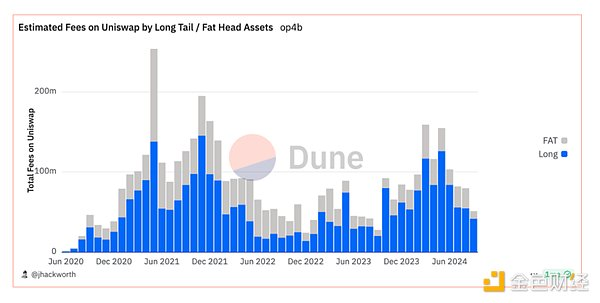 Estimated Fees on Uniswap by Long Tail / Fat Head Assets op4b
Total Fees on Uniswap
200m
100m
0
Dune
FAT
Long
Jun 2020 Dec 2020 Jun 2021 Dec 2021 Jun 2022 Dec 2022 Jun 2023 Dec 2023 Jun 2024
@jhackworth
金色财经